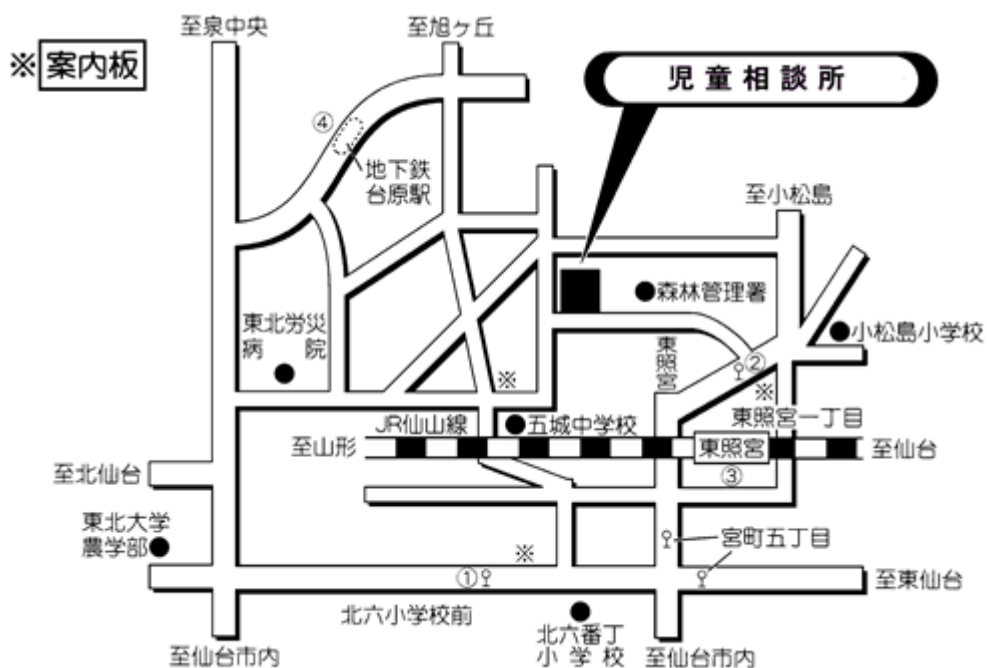 至泉中央
至旭ヶ丘
※案内板
児童相談所
④
地下鉄
台原駅
至小松島
森林管理署
東北労災
病院
小松島小学校
東照宮
②
※
※
東照宮一丁目
JR仙山線
五城中学校
至山形
東照宮
至仙台
③
至北仙台
東北大学
農学部
※
宮町五丁目
①
至東仙台
北六小学校前
北六番丁
小学校
至仙台市内
至仙台市内